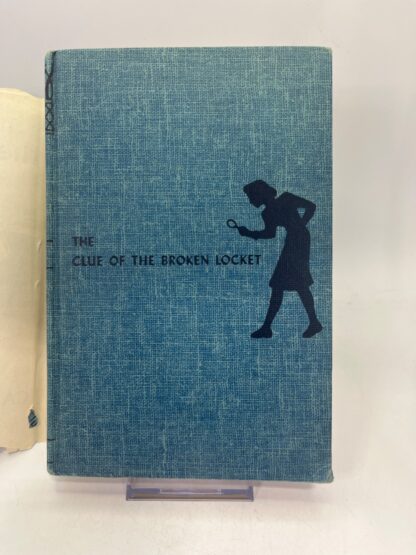 THE
CLUE OF THE BROKEN LOCKET